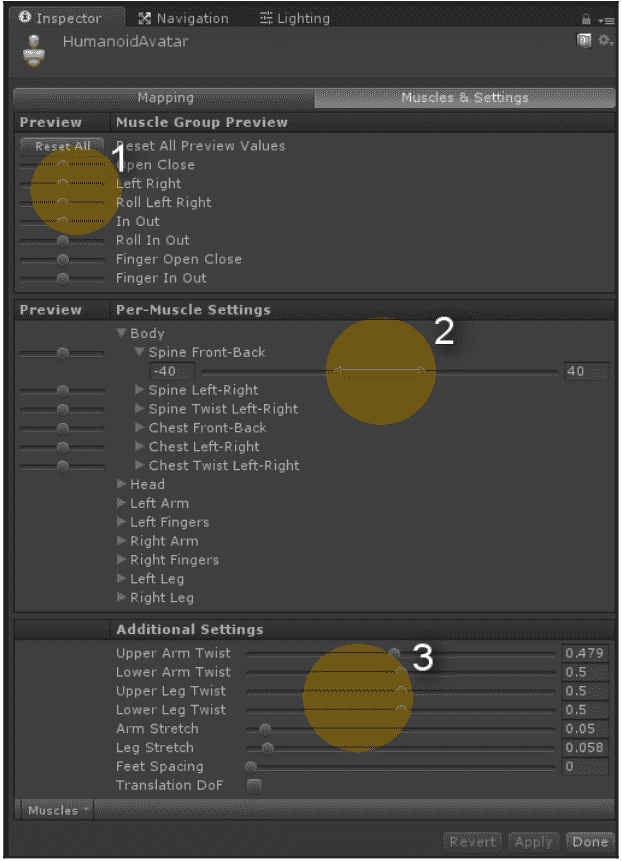 Inspector Navigation Lighting
HumanoidAvatar
Mapping Muscles & Settings
Preview Muscle Group Preview
Reset All Reset All Preview Values
1
Open Close
Left Right
Roll Left Right
In Out
Roll In Out
Finger Open Close
Finger In Out
Preview Per-Muscle Settings
2
Body
Spine Front-Back
-40 40
Spine Left-Right
Spine Twist Left-Right
Chest Front-Back
Chest Left-Right
Chest Twist Left-Right
Head
Left Arm
Left Fingers
Right Arm
Right Fingers
Left Leg
Right Leg
Additional Settings
Upper Arm Twist 0.479
3
Lower Arm Twist 0.5
Upper Leg Twist 0.5
Lower Leg Twist 0.5
Arm Stretch 0.05
Leg Stretch 0.058
Feet Spacing 0
Translation DoF
Muscles
Revert Apply Done